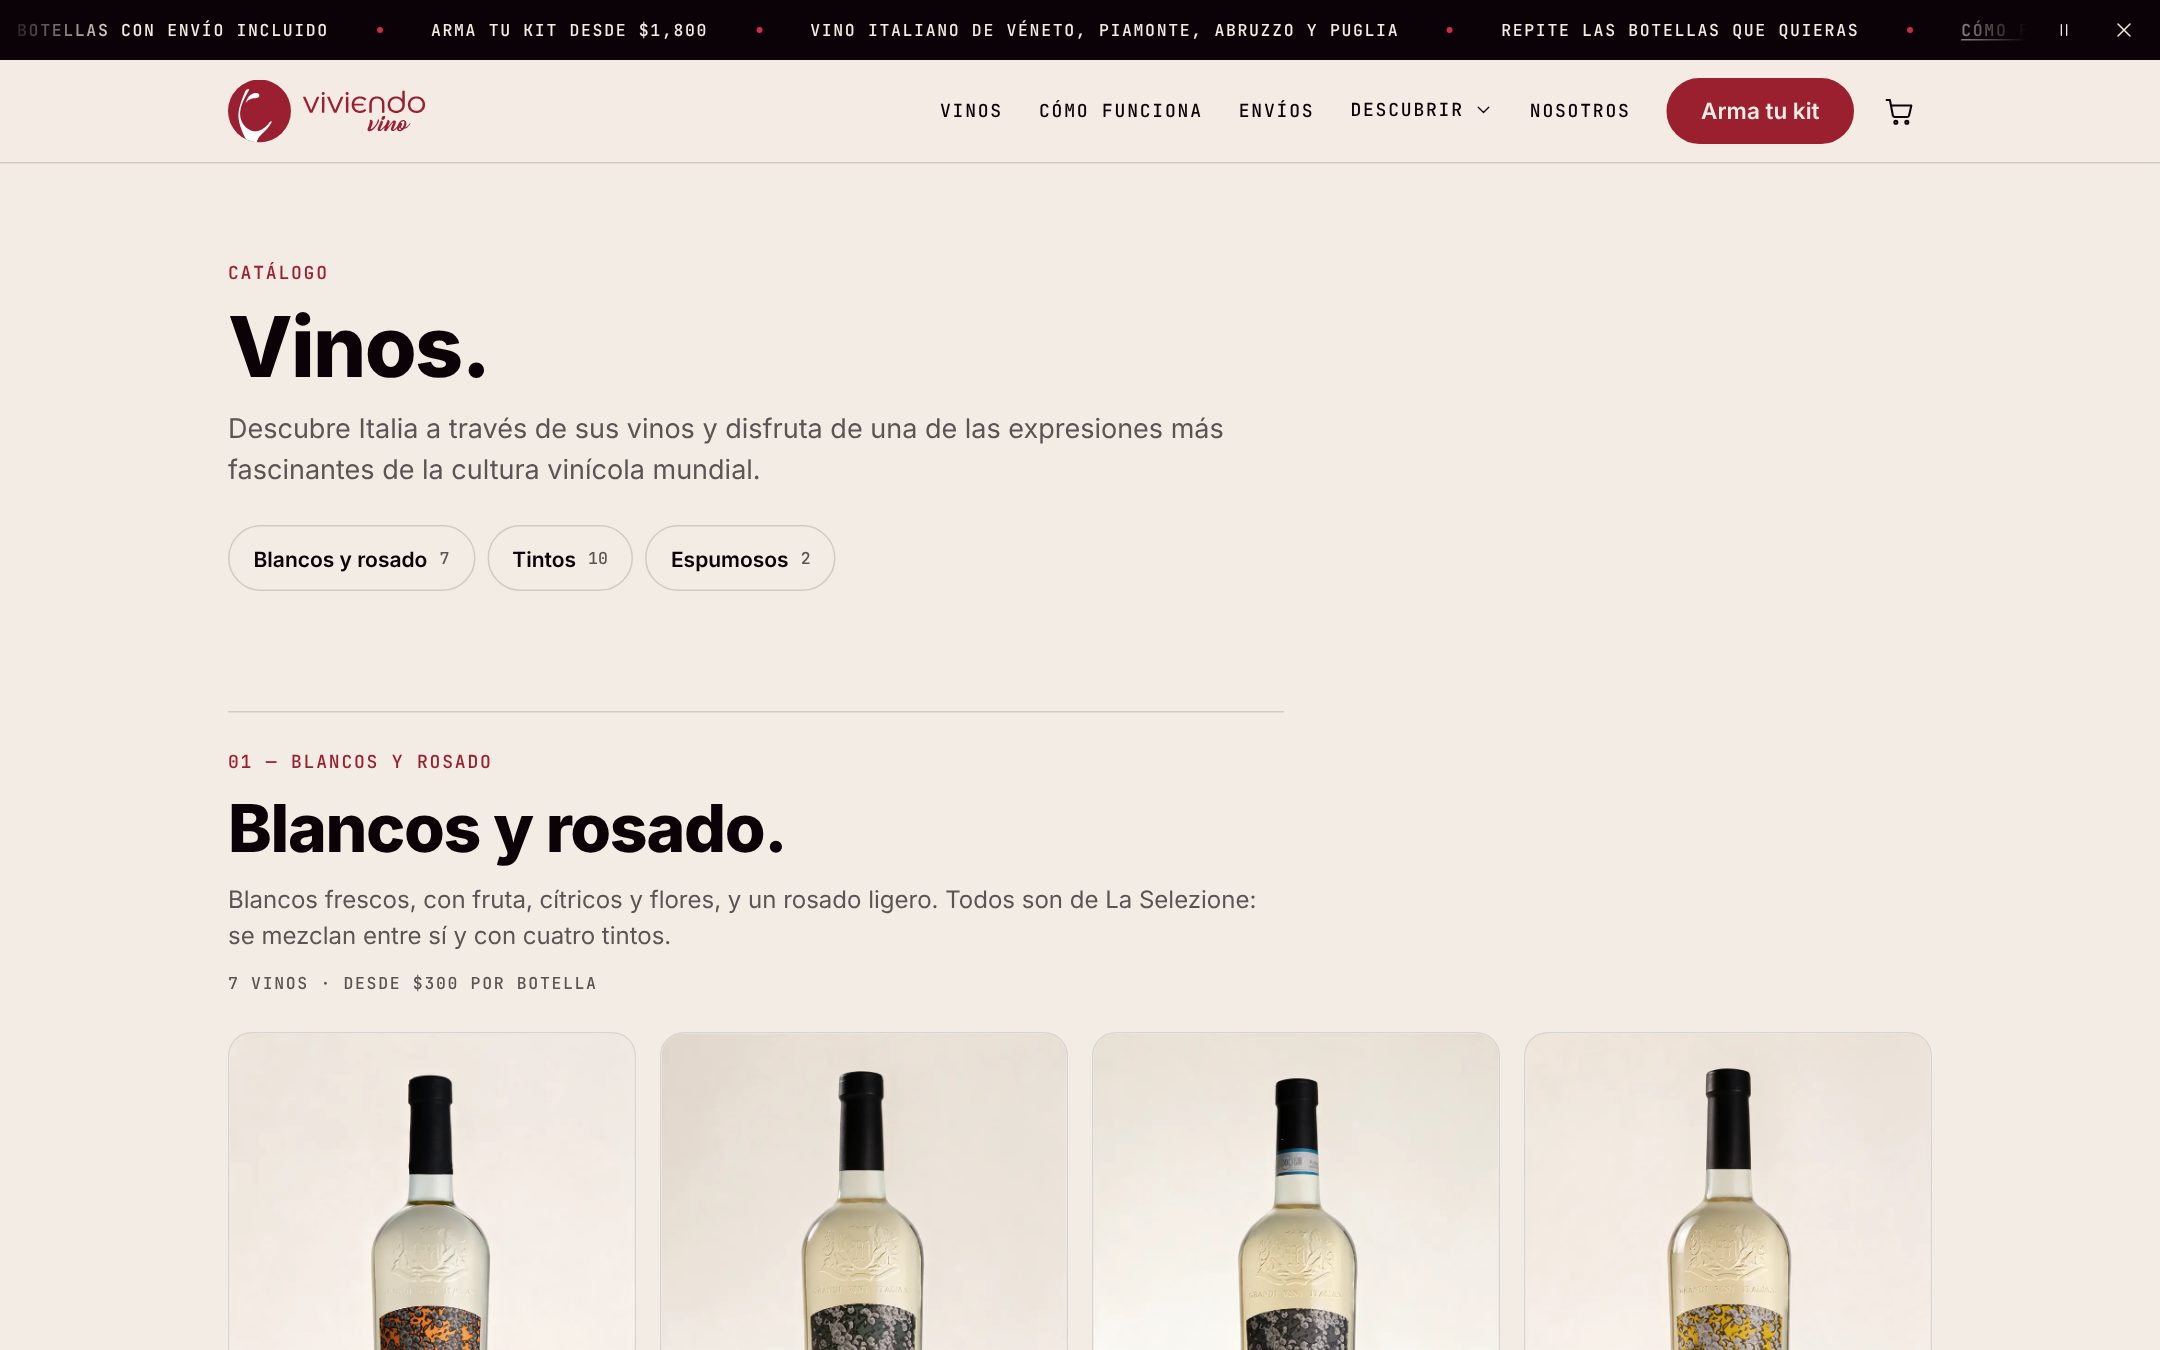 BOTELLAS CON ENVÍO INCLUIDO • ARMA TU KIT DESDE $1,800 • VINO ITALIANO DE VÉNETO, PIAMONTE, ABRUZZO Y PUGLIA • REPITE LAS BOTELLAS QUE QUIERAS • CÓMO
viviendo
vino
VINOS CÓMO FUNCIONA ENVÍOS DESCUBRIR NOSOTROS Arma tu kit
CATÁLOGO
Vinos.
Descubre Italia a través de sus vinos y disfruta de una de las expresiones más
fascinantes de la cultura vinícola mundial.
Blancos y rosado 7 Tintos 10 Espumosos 2
01 — BLANCOS Y ROSADO
Blancos y rosado.
Blancos frescos, con fruta, cítricos y flores, y un rosado ligero. Todos son de La Selezione:
se mezclan entre sí y con cuatro tintos.
7 VINOS · DESDE $300 POR BOTELLA